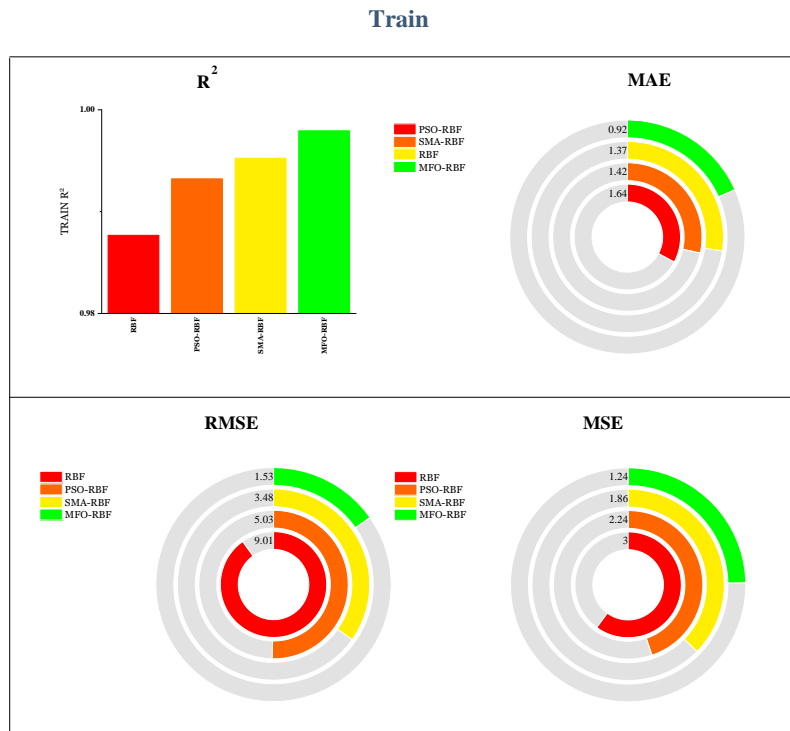 Train
R²
1.00
0.98
TRAIN R²
RBF
PSO-RBF
SMA-RBF
MFO-RBF
MAE
PSO-RBF
SMA-RBF
RBF
MFO-RBF
0.92
1.37
1.42
1.64
RMSE
RBF
PSO-RBF
SMA-RBF
MFO-RBF
1.53
3.48
5.03
9.01
MSE
RBF
PSO-RBF
SMA-RBF
MFO-RBF
1.24
1.86
2.24
3